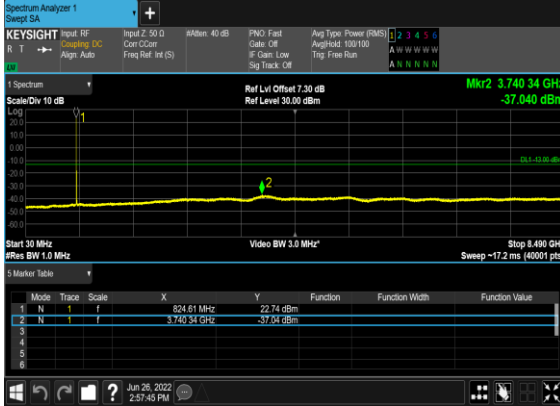 Spectrum Analyzer 1
Swept SA
+
KEYSIGHT Input: RF Input Z: 50 Ω #Atten: 40 dB PNO: Fast Avg Type: Power (RMS) 1 2 3 4 5 6
R T Coupling: DC Corr CCorr Gate: Off Avg|Hold: 100/100 A W W W W W
Align: Auto Freq Ref: Int (S) IF Gain: Low Trig: Free Run
Sig Track: Off A N N N N N
1 Spectrum Ref Lvl Offset 7.30 dB Mkr2 3.740 34 GHz
Scale/Div 10 dB Ref Level 30.00 dBm -37.040 dBm
Log
20.0
10.0
0.00
-10.0 DL1 -13.00 dBm
-20.0
-30.0
-40.0
-50.0
-60.0
1
2
Start 30 MHz Video BW 3.0 MHz* Stop 8.490 GH
#Res BW 1.0 MHz Sweep ~17.2 ms (40001 pts
5 Marker Table
Mode Trace Scale X Y Function Function Width Function Value
1 N 1 f 824.61 MHz 22.74 dBm
2 N 1 f 3.740 34 GHz -37.04 dBm
3
4
5
6
? Jun 26, 2022
2:57:45 PM